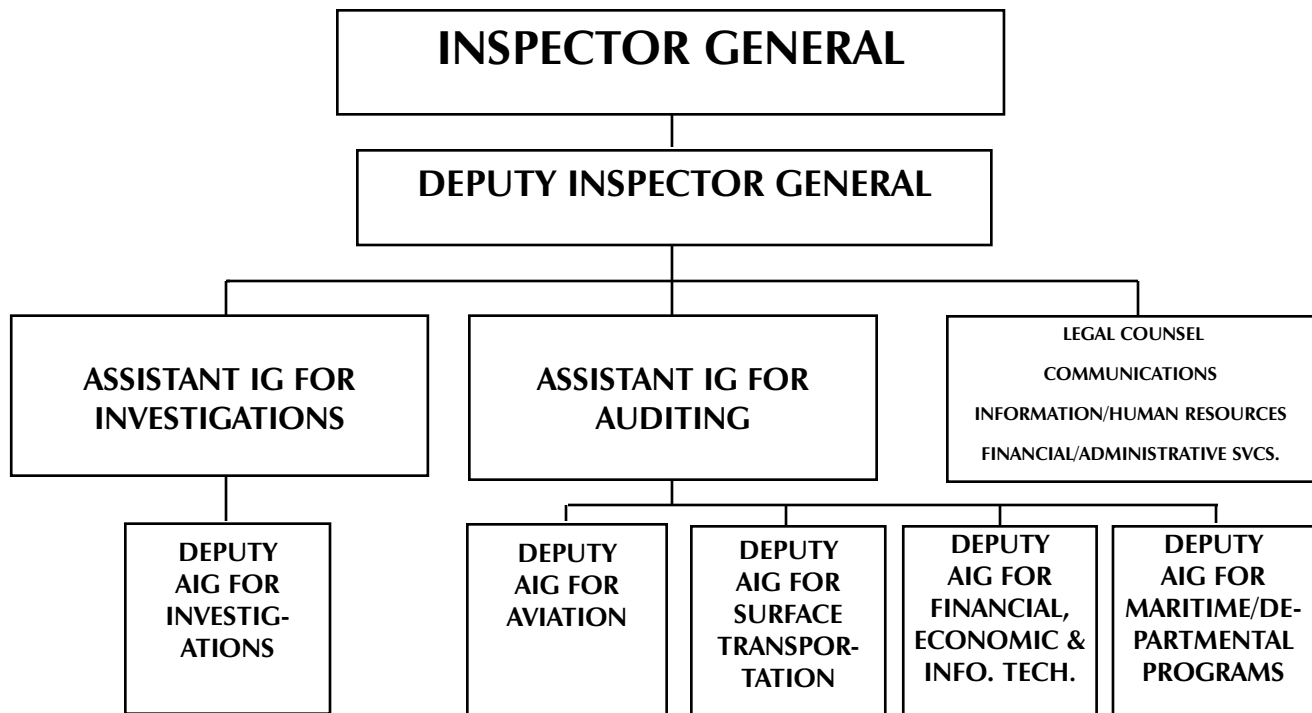 INSPECTOR GENERAL
DEPUTY INSPECTOR GENERAL
ASSISTANT IG FOR
INVESTIGATIONS
ASSISTANT IG FOR
AUDITING
LEGAL COUNSEL
COMMUNICATIONS
INFORMATION/HUMAN RESOURCES
FINANCIAL/ADMINISTRATIVE SVCS.
DEPUTY
AIG FOR
INVESTIG-
ATIONS
DEPUTY
AIG FOR
AVIATION
DEPUTY
AIG FOR
SURFACE
TRANSPOR-
TATION
DEPUTY
AIG FOR
FINANCIAL,
ECONOMIC &
INFO. TECH.
DEPUTY
AIG FOR
MARITIME/DE-
PARTMENTAL
PROGRAMS